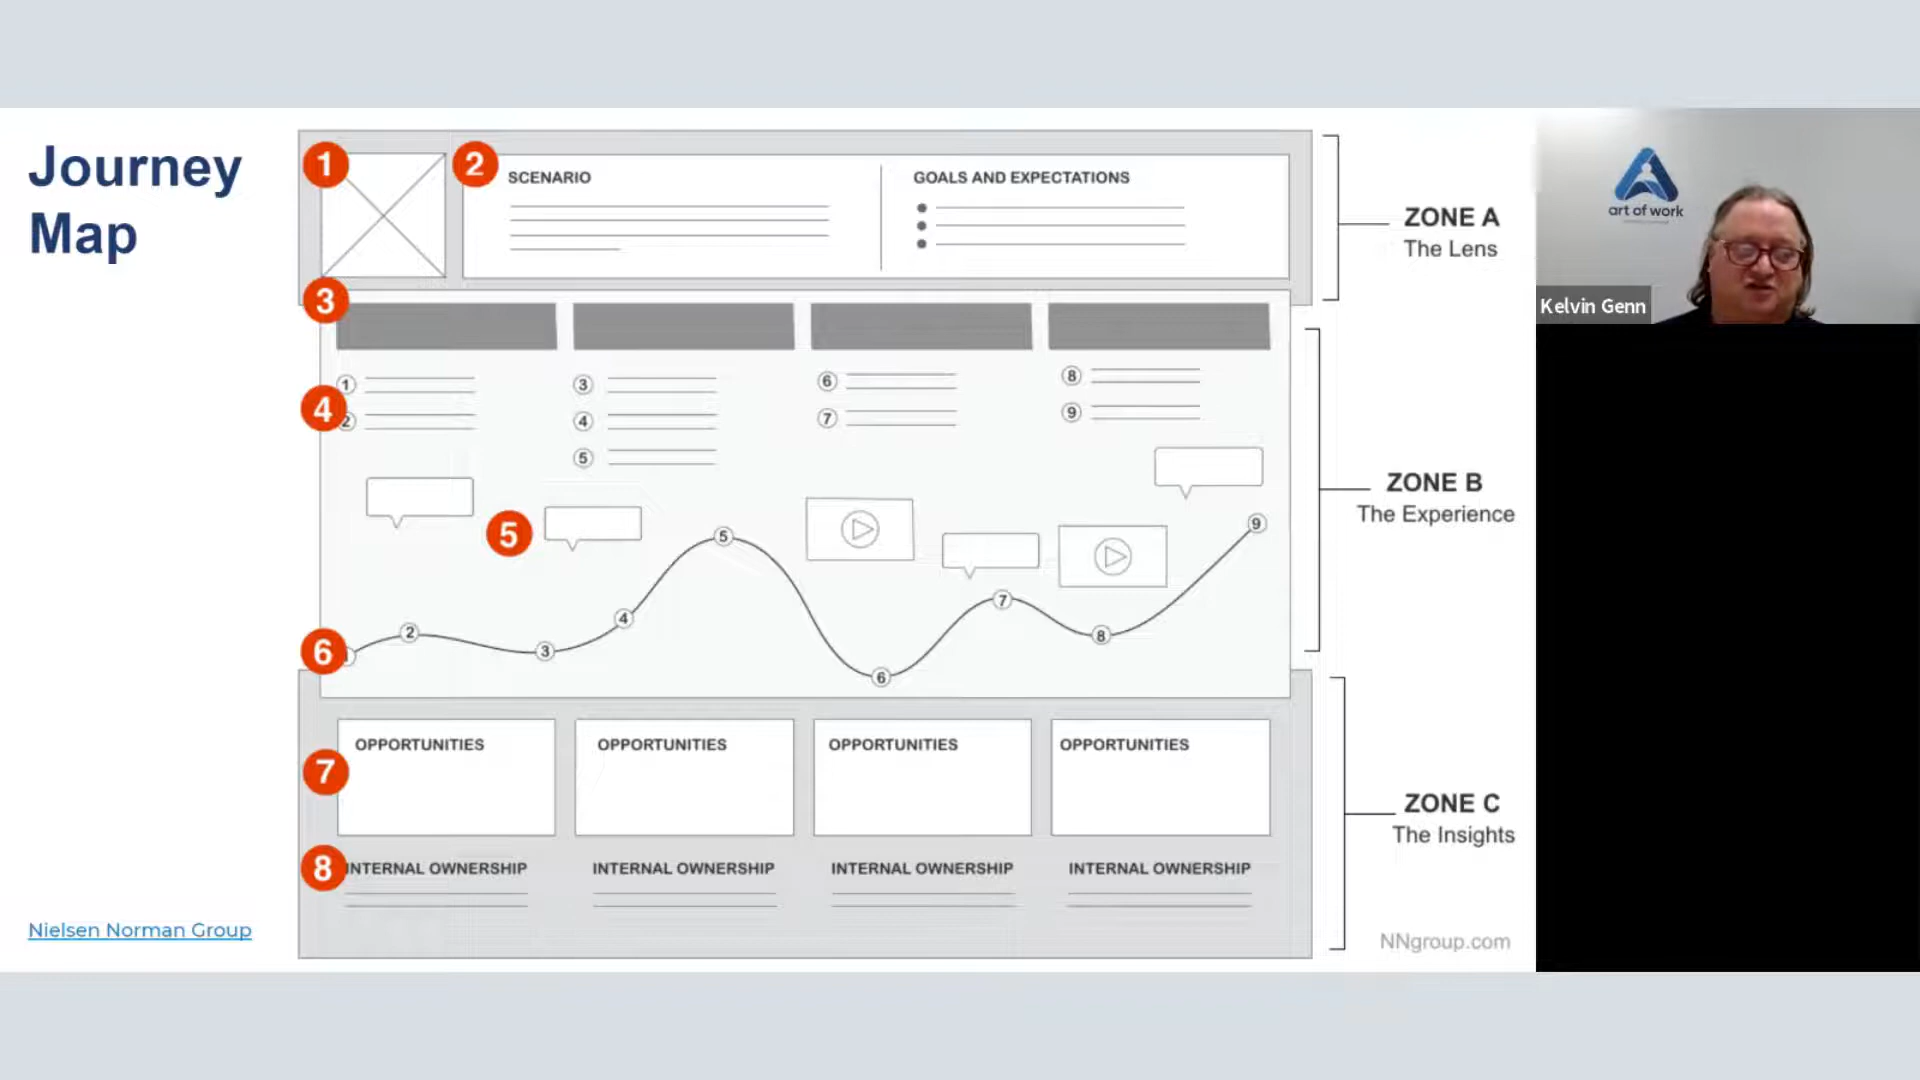 Journey
Map
1
2
SCENARIO
GOALS AND EXPECTATIONS
ZONE A
The Lens
3
4
1
2
3
4
5
6
7
8
9
5
6
2
3
4
5
6
7
8
9
ZONE B
The Experience
7
OPPORTUNITIES
OPPORTUNITIES
OPPORTUNITIES
OPPORTUNITIES
8
INTERNAL OWNERSHIP
INTERNAL OWNERSHIP
INTERNAL OWNERSHIP
INTERNAL OWNERSHIP
ZONE C
The Insights
Nielsen Norman Group
NNgroup.com
art of work
Kelvin Genn